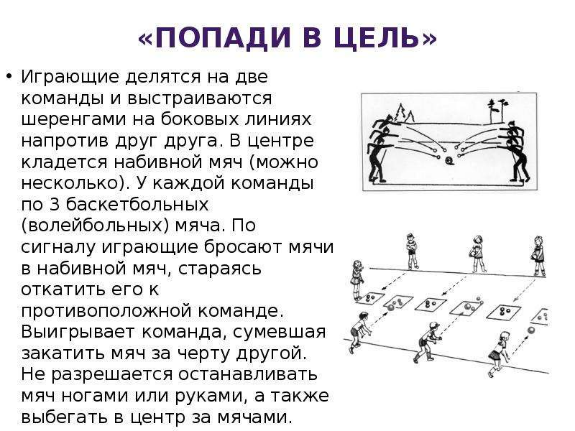 «ПОПАДИ В ЦЕЛЬ»
• Играющие делятся на две
команды и выстраиваются
шеренгами на боковых линиях
напротив друг друга. В центре
кладется набивной мяч (можно
несколько). У каждой команды
по 3 баскетбольных
(волейбольных) мяча. По
сигналу играющие бросают мячи
в набивной мяч, стараясь
откатить его к
противоположной команде.
Выигрывает команда, сумевшая
закатить мяч за черту другой.
Не разрешается останавливать
мяч ногами или руками, а также
выбегать в центр за мячами.